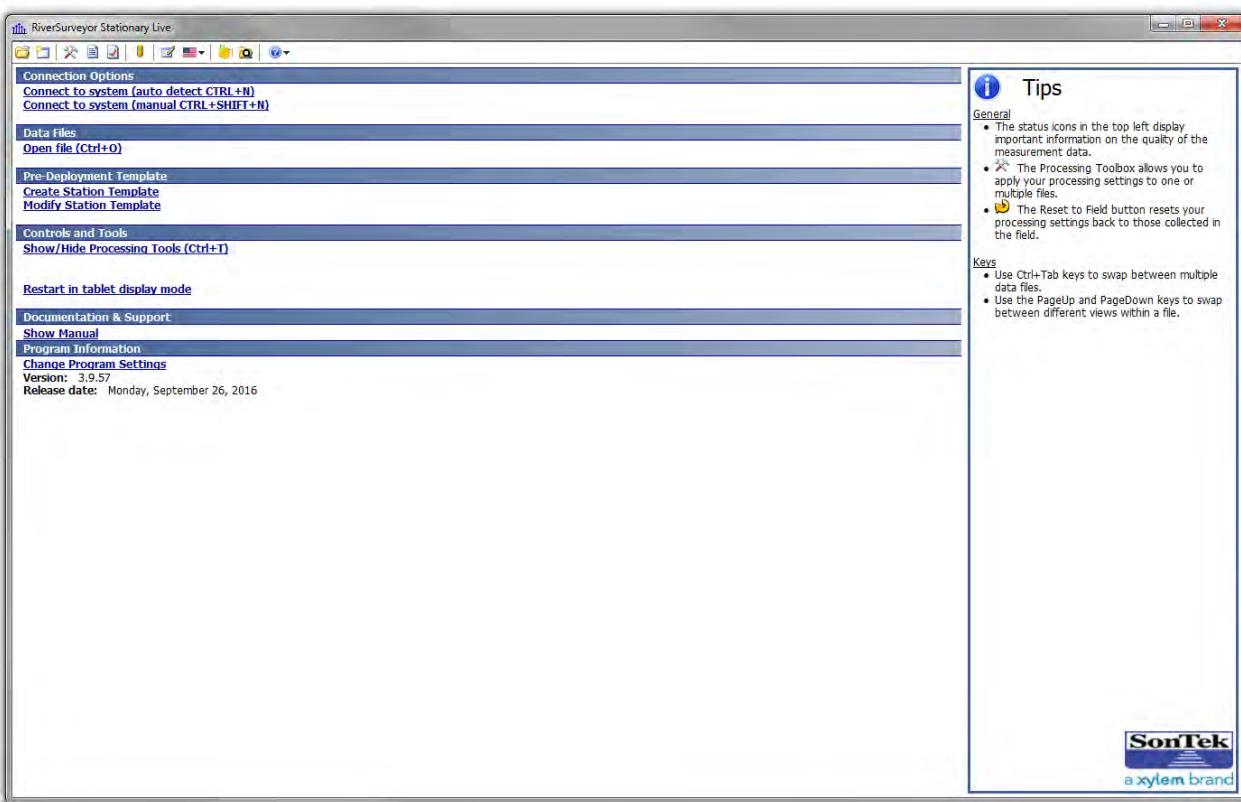 RiverSurveyor Stationary Live
Connection Options
Connect to system (auto detect CTRL+N)
Connect to system (manual CTRL+SHIFT+N)
Data Files
Open file (Ctrl+O)
Pre-Deployment Template
Create Station Template
Modify Station Template
Controls and Tools
Show/Hide Processing Tools (Ctrl+T)
Restart in tablet display mode
Documentation & Support
Show Manual
Program Information
Change Program Settings
Version: 3.9.57
Release date: Monday, September 26, 2016
Tips
General
The status icons in the top left display
important information on the quality of the
measurement data.
The Processing Toolbox allows you to
apply your processing settings to one or
multiple files.
The Reset to Field button resets your
processing settings back to those collected in
the field.
Keys
Use Ctrl+Tab keys to swap between multiple
data files.
Use the PageUp and PageDown keys to swap
between different views within a file.
SonTek
a xylem brand